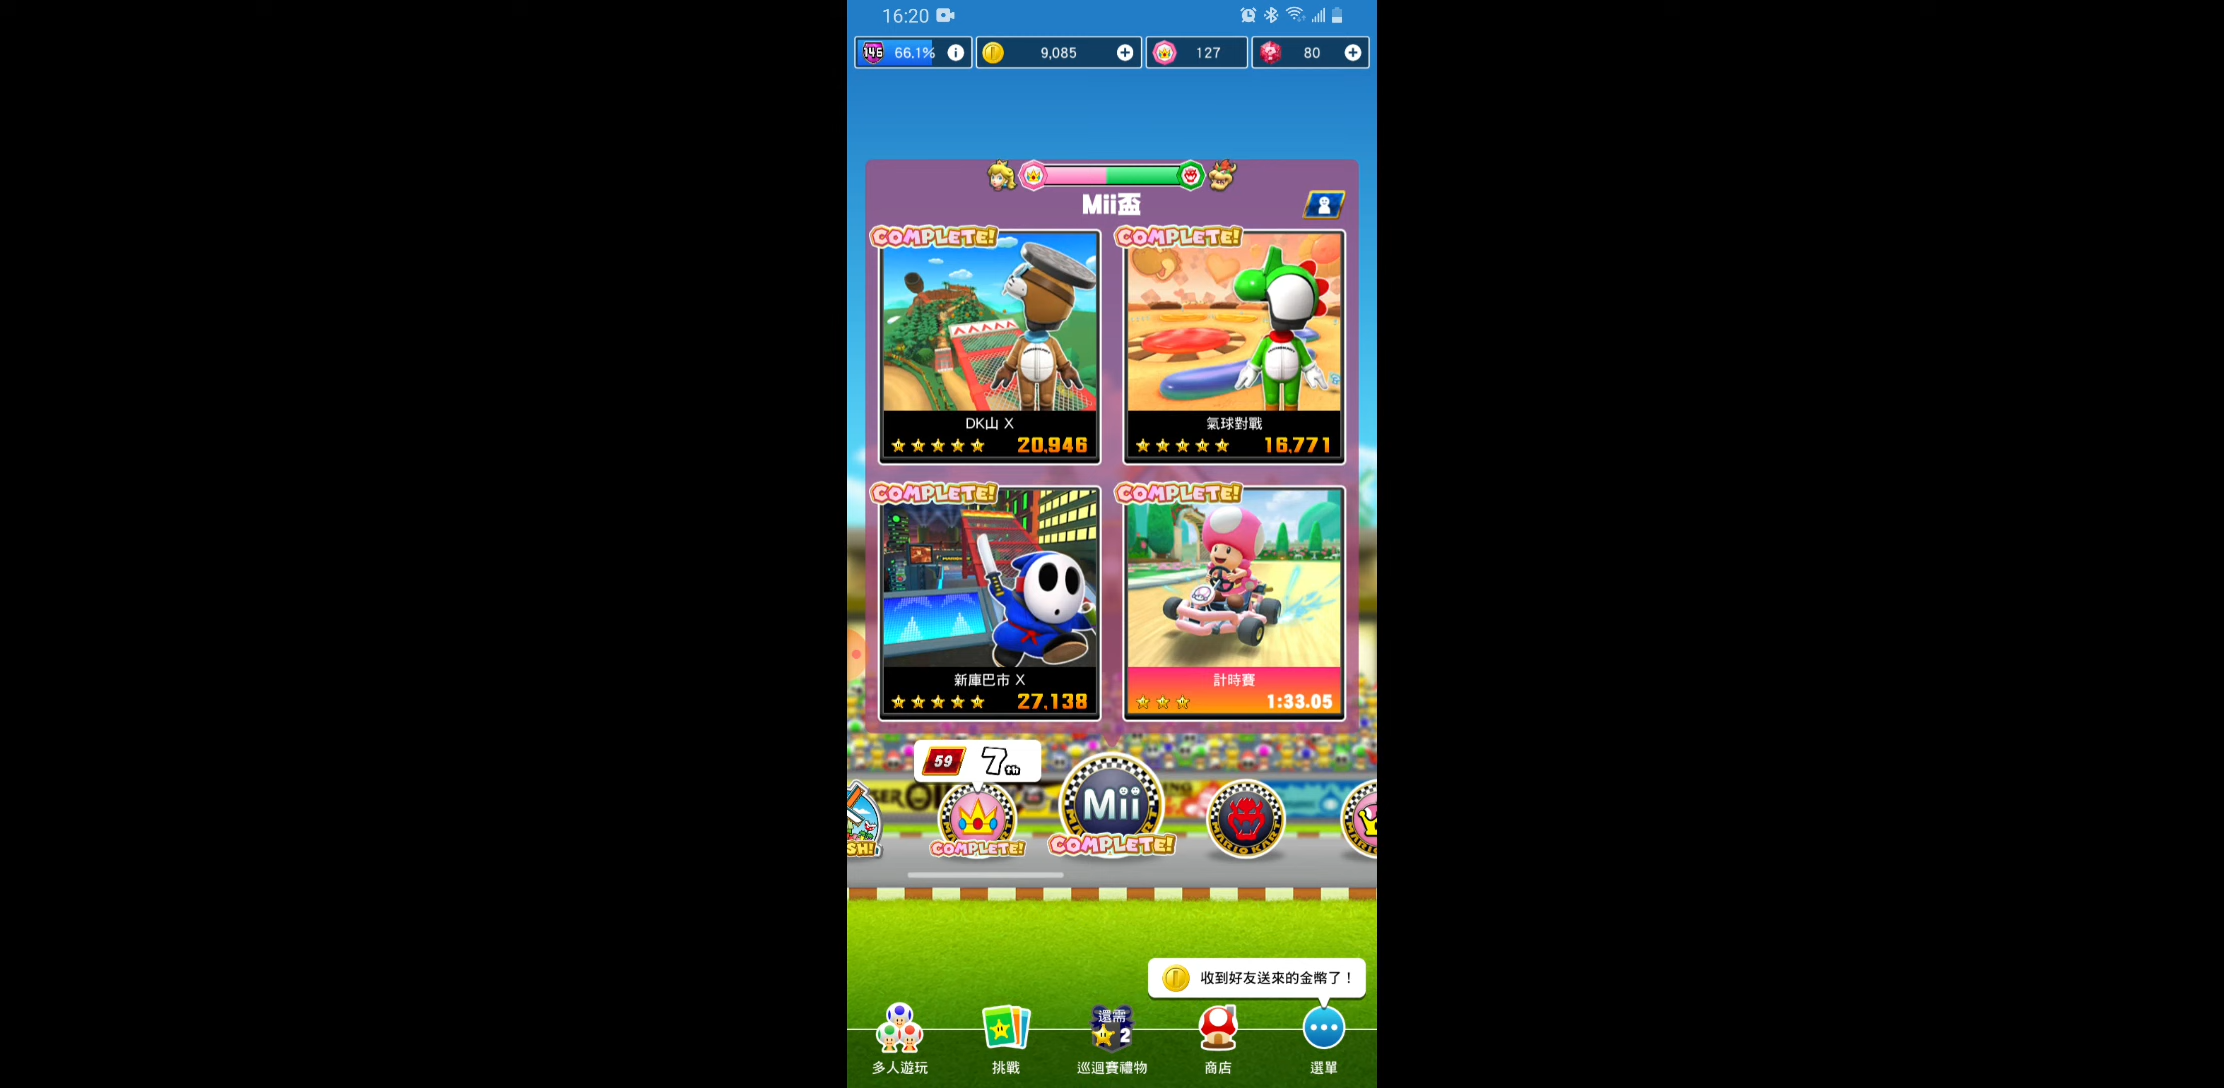 16:20
146 66.1% 9,085 127 80
Mii盃
COMPLETE! COMPLETE!
DK山 X
20,946
氣球對戰
16,771
COMPLETE! COMPLETE!
新庫巴市 X
27,138
計時賽
1:33.05
59 7th
Mii
SH! COMPLETE! COMPLETE! MARIO KART
收到好友送來的金幣了！
還需
2
多人遊玩 挑戰 巡迴賽禮物 商店 選單